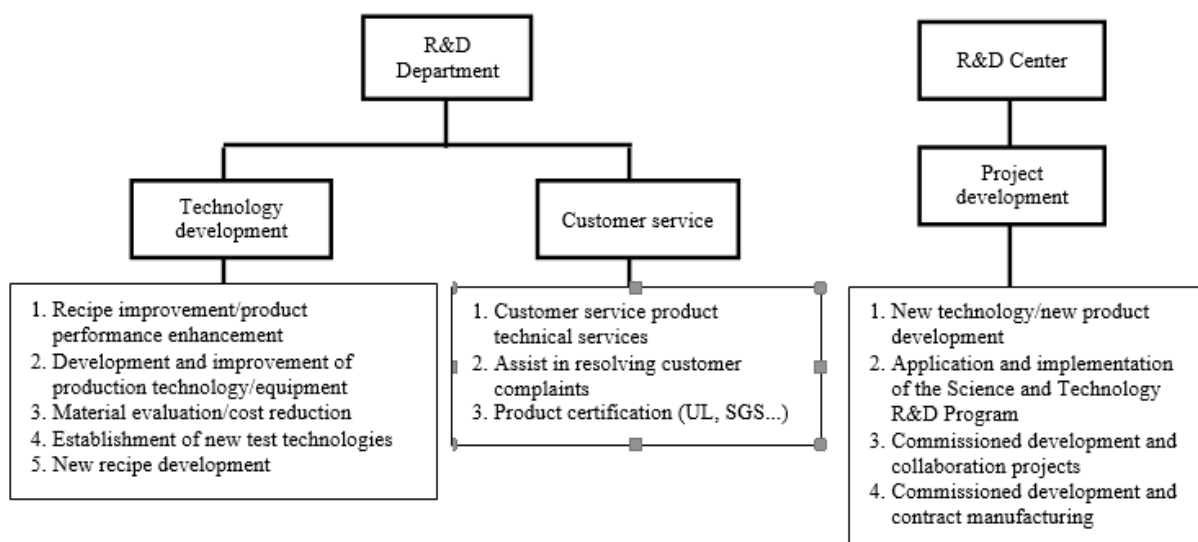 R&D
Department
R&D Center
Technology
development
Customer service
Project
development
1. Recipe improvement/product
performance enhancement
2. Development and improvement of
production technology/equipment
3. Material evaluation/cost reduction
4. Establishment of new test technologies
5. New recipe development
1. Customer service product
technical services
2. Assist in resolving customer
complaints
3. Product certification (UL, SGS...)
1. New technology/new product
development
2. Application and implementation
of the Science and Technology
R&D Program
3. Commissioned development and
collaboration projects
4. Commissioned development and
contract manufacturing